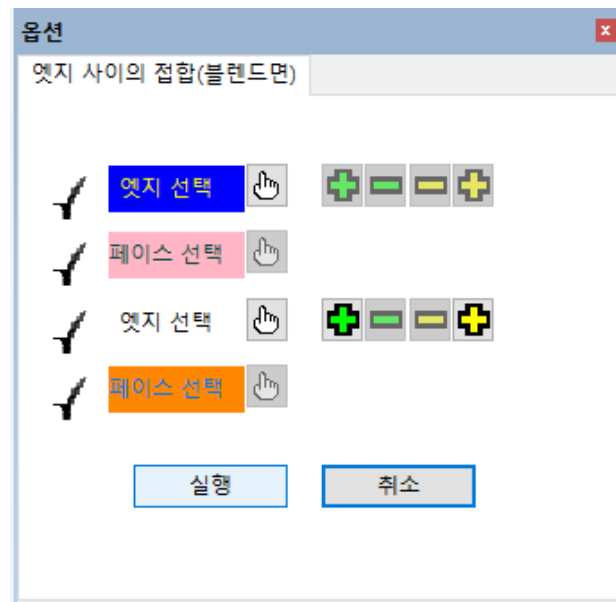 옵션
엣지 사이의 접합(블렌드면)
엣지 선택
페이스 선택
엣지 선택
페이스 선택
실행
취소